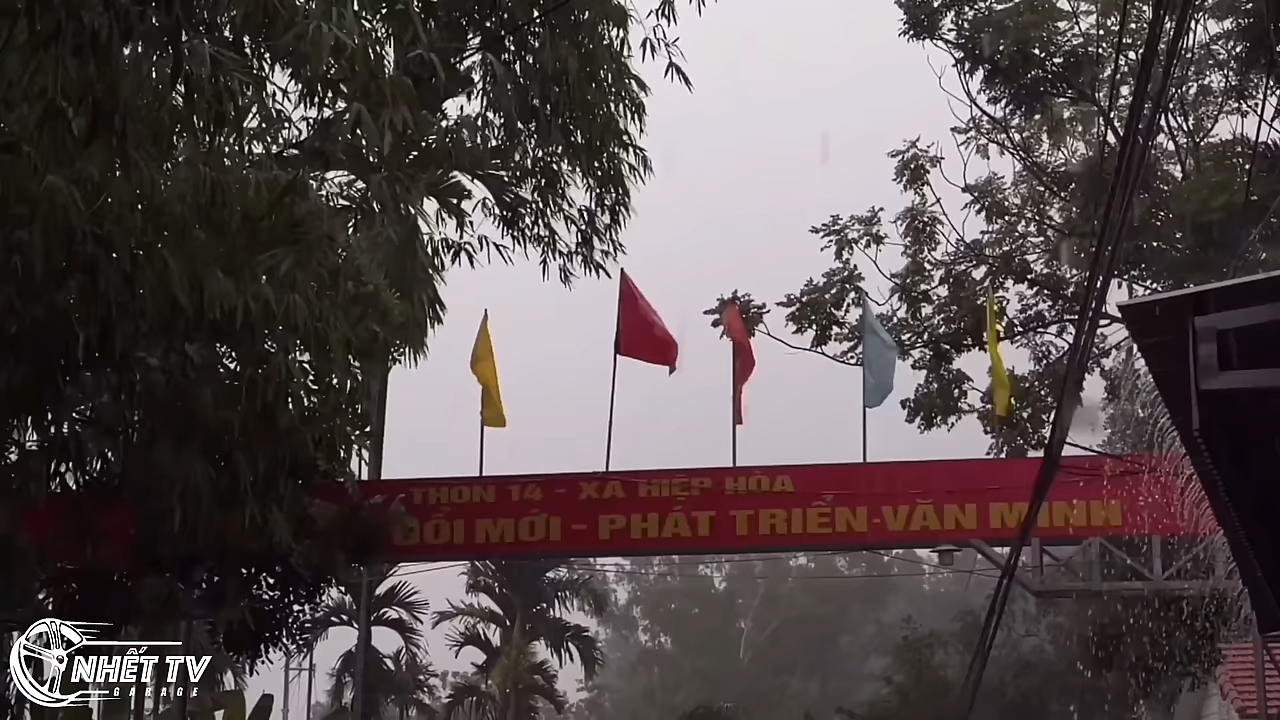 THÔN 14 - XÃ HIỆP HÒA
ĐỔI MỚI - PHÁT TRIỂN-VĂN MINH
NHẾT TV
GARAGE